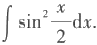 ∫ sin² x/2 dx.